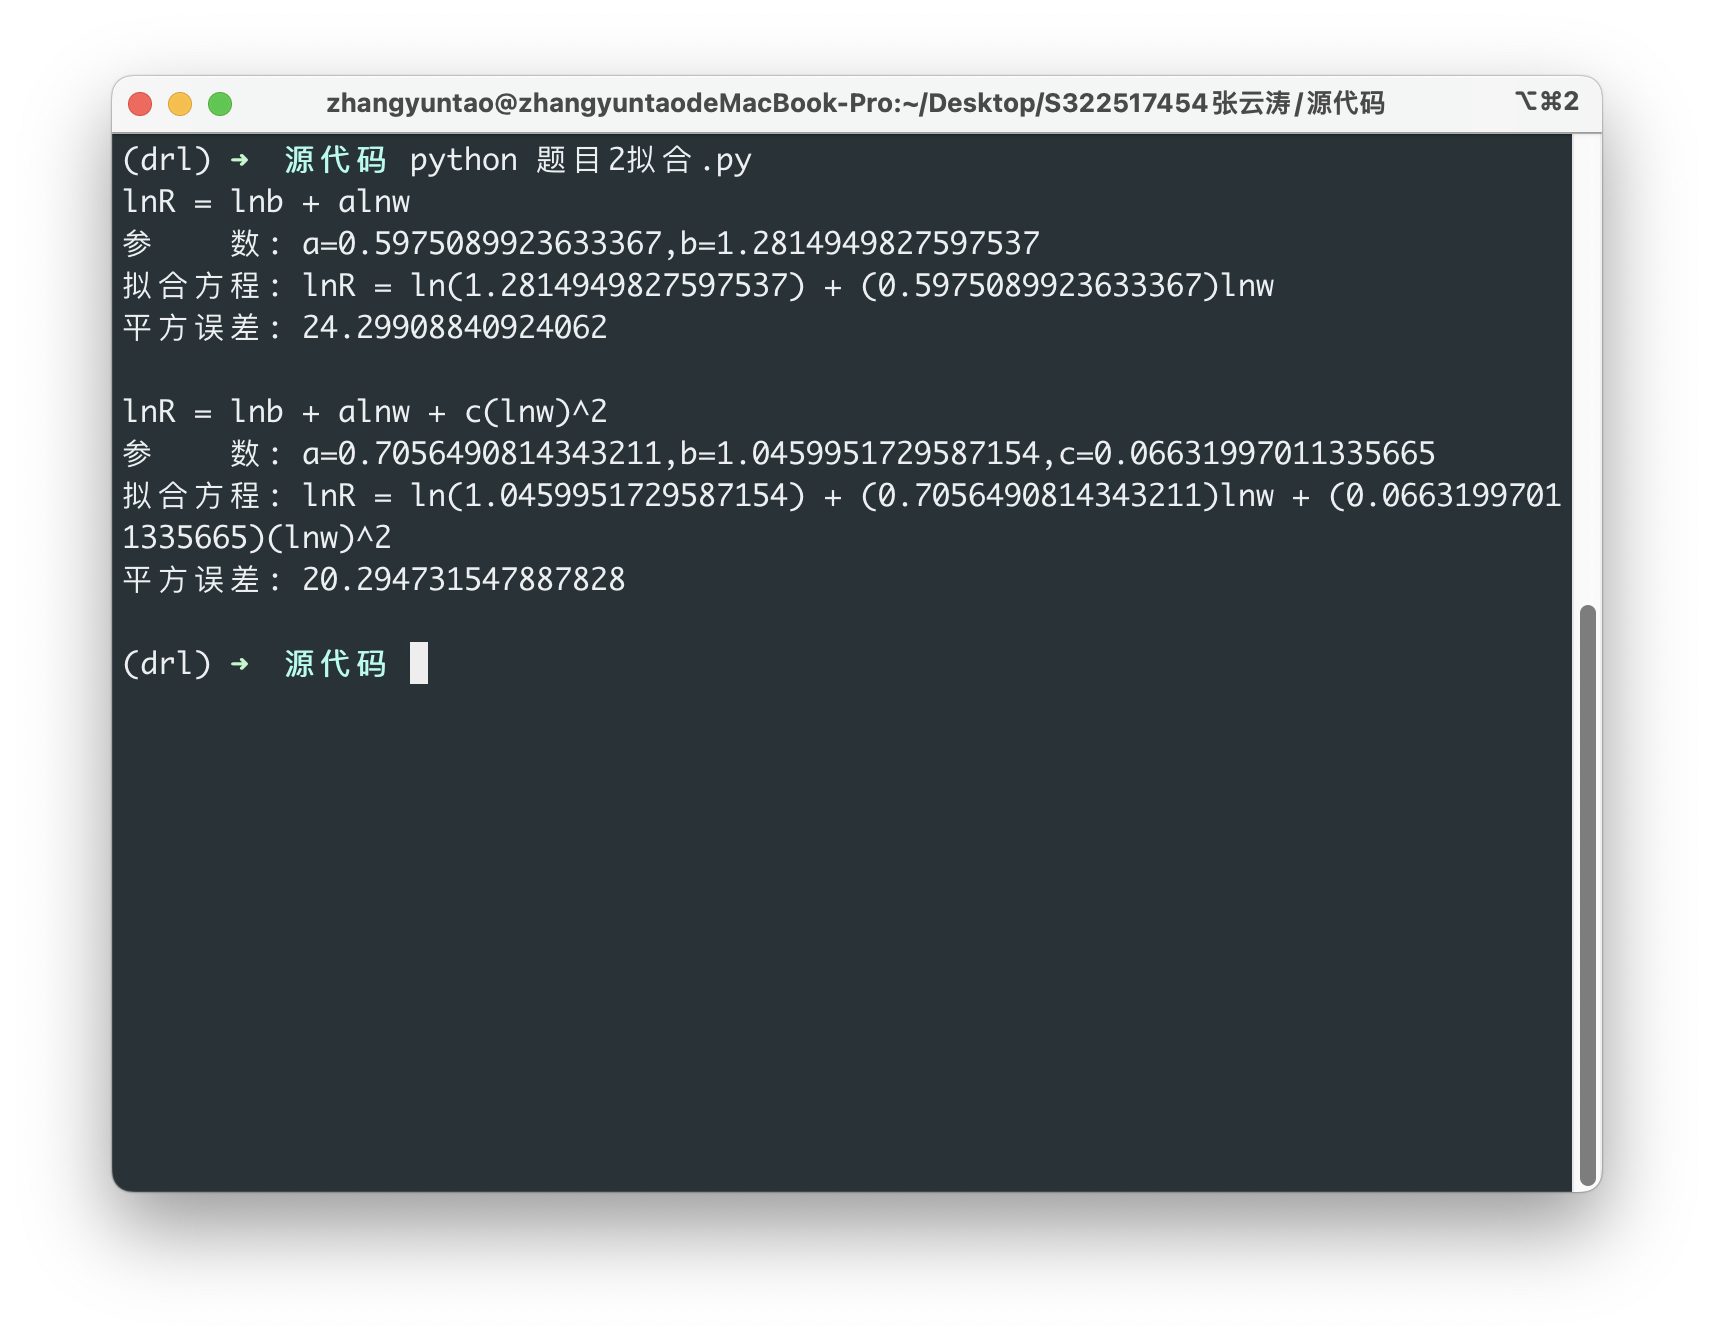 zhangyuntao@zhangyuntaodeMacBook-Pro:~/Desktop/S322517454张云涛/源代码 ⌥⌘2
(drl) ➜ 源代码 python 题目2拟合.py
lnR = lnb + alnw
参    数: a=0.5975089923633367,b=1.2814949827597537
拟合方程: lnR = ln(1.2814949827597537) + (0.5975089923633367)lnw
平方误差: 24.29908840924062
lnR = lnb + alnw + c(lnw)^2
参    数: a=0.7056490814343211,b=1.0459951729587154,c=0.06631997011335665
拟合方程: lnR = ln(1.0459951729587154) + (0.7056490814343211)lnw + (0.0663199701
1335665)(lnw)^2
平方误差: 20.294731547887828
(drl) ➜ 源代码